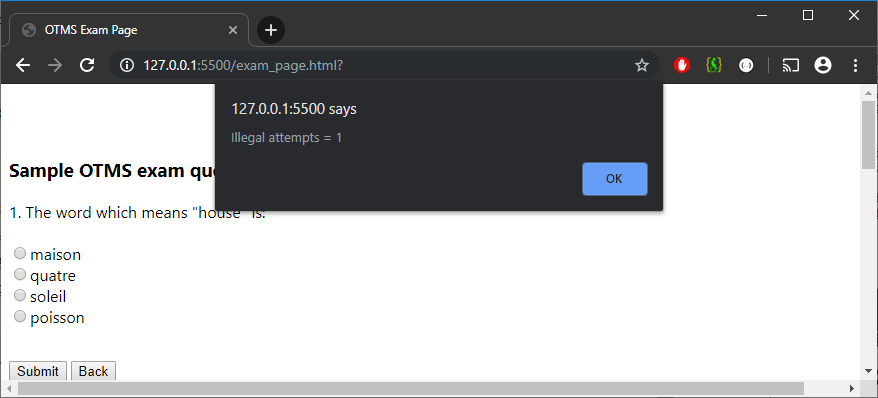 OTMS Exam Page
127.0.0.1:5500/exam_page.html?
127.0.0.1:5500 says
Illegal attempts = 1
OK
Sample OTMS exam qu
1. The word which means "house" is:
maison
quatre
soleil
poisson
Submit Back